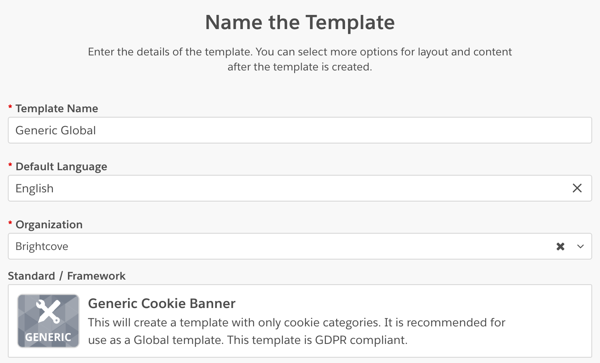 Name the Template
Enter the details of the template. You can select more options for layout and content
after the template is created.
* Template Name
Generic Global
* Default Language
English
* Organization
Brightcove
Standard / Framework
GENERIC
Generic Cookie Banner
This will create a template with only cookie categories. It is recommended for
use as a Global template. This template is GDPR compliant.